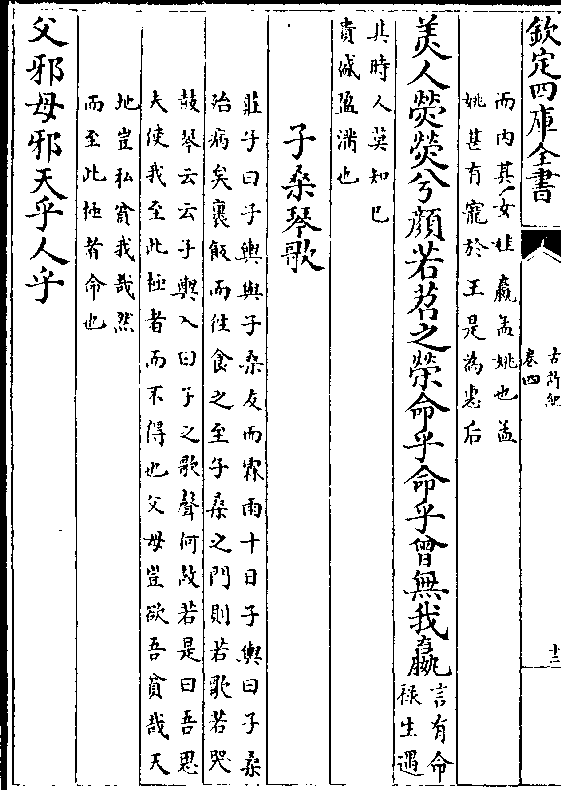 欽定四庫全書
古詩紀
卷四
十三
而内其女娃嬴孟姚也孟
姚甚有寵於王是為惠后
美人熒熒兮顔若苕之榮命乎命乎曾無我嬴
言有命
禄生遇
其時人莫知已
貴盛盈滿也
子桑琴歌
莊子曰子輿與子桑友而霖雨十日子輿曰子桑
殆病矣裹飯而徃食之至子桑之門則若歌若哭
鼓琴云云子輿入曰子之歌聲何故若是曰吾思
夫使我至此極者而不得也父母豈欲吾貧哉天
地豈私貧我哉然
而至此極者命也
父邪母邪天乎人乎